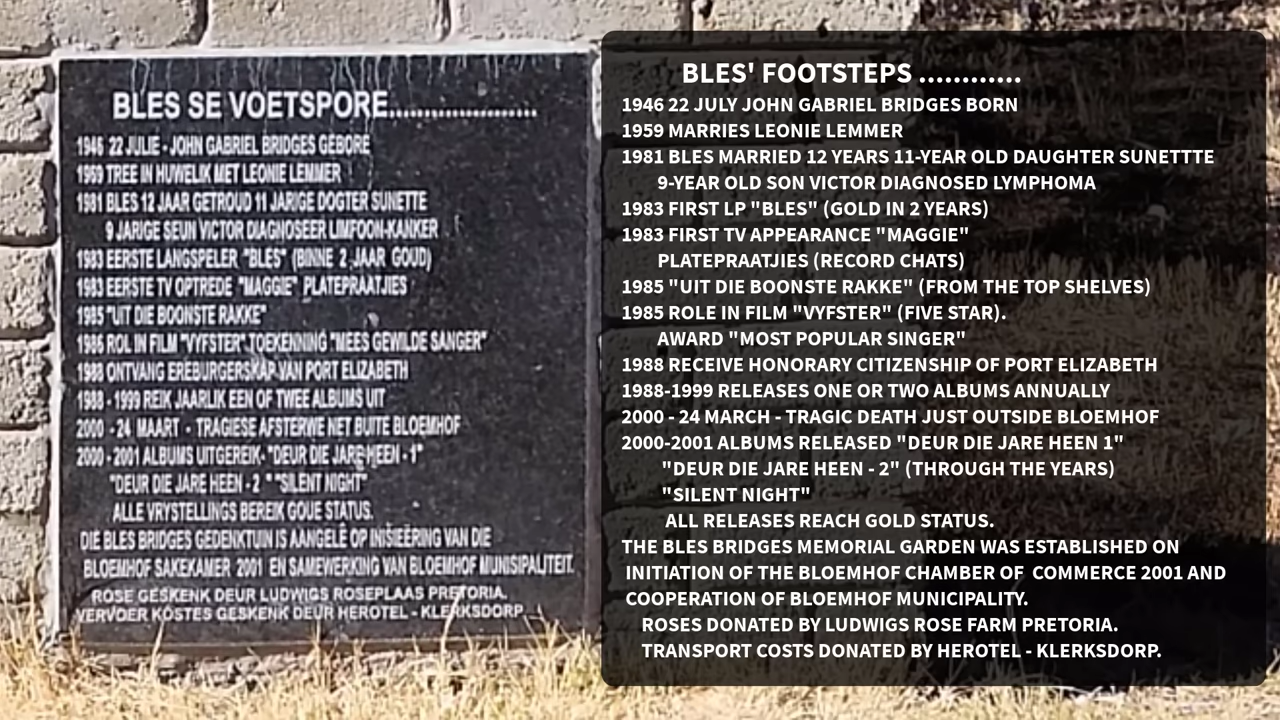 BLES SE VOETSPORE......................
1946 22 JULIE - JOHN GABRIEL BRIDGES GEBORE
1969 TREE IN HUWELIK MET LEONIE LEMMER
1981 BLES 12 JAAR GETROUD 11 JARIGE DOGTER SUNETTE
9 JARIGE SEUN VICTOR DIAGNOSEER LIMFOON-KANKER
1983 EERSTE LANGSPELER "BLES" (BINNE 2 JAAR GOUD)
1983 EERSTE TV OPTREDE "MAGGIE" PLATEPRAATJIES
1985 "UIT DIE BOONSTE RAKKE"
1986 ROL IN FILM "VYFSTER" TOEKENNING "MEES GEWILDE SANGER"
1988 ONTVANG EREBURGERSKAP VAN PORT ELIZABETH
1988 - 1999 REIK JAARLIK EEN OF TWEE ALBUMS UIT
2000 - 24 MAART - TRAGIESE AFSTERWE NET BUITE BLOEMHOF
2000 - 2001 ALBUMS UITGEREIK- "DEUR DIE JARE HEEN - 1"
"DEUR DIE JARE HEEN - 2 " "SILENT NIGHT"
ALLE VRYSTELLINGS BEREIK GOUE STATUS.
DIE BLES BRIDGES GEDENKTUIN IS AANGELÊ OP INISIEËRING VAN DIE
BLOEMHOF SAKEKAMER 2001 EN SAMEWERKING VAN BLOEMHOF MUNISIPALITEIT.
ROSE GESKENK DEUR LUDWIGS ROSEPLAAS PRETORIA.
VERVOER KOSTES GESKENK DEUR HEROTEL - KLERKSDORP
BLES' FOOTSTEPS ............
1946 22 JULY JOHN GABRIEL BRIDGES BORN
1959 MARRIES LEONIE LEMMER
1981 BLES MARRIED 12 YEARS 11-YEAR OLD DAUGHTER SUNETTTE
9-YEAR OLD SON VICTOR DIAGNOSED LYMPHOMA
1983 FIRST LP "BLES" (GOLD IN 2 YEARS)
1983 FIRST TV APPEARANCE "MAGGIE"
PLATEPRAATJIES (RECORD CHATS)
1985 "UIT DIE BOONSTE RAKKE" (FROM THE TOP SHELVES)
1985 ROLE IN FILM "VYFSTER" (FIVE STAR).
AWARD "MOST POPULAR SINGER"
1988 RECEIVE HONORARY CITIZENSHIP OF PORT ELIZABETH
1988-1999 RELEASES ONE OR TWO ALBUMS ANNUALLY
2000 - 24 MARCH - TRAGIC DEATH JUST OUTSIDE BLOEMHOF
2000-2001 ALBUMS RELEASED "DEUR DIE JARE HEEN 1"
"DEUR DIE JARE HEEN - 2" (THROUGH THE YEARS)
"SILENT NIGHT"
ALL RELEASES REACH GOLD STATUS.
THE BLES BRIDGES MEMORIAL GARDEN WAS ESTABLISHED ON
INITIATION OF THE BLOEMHOF CHAMBER OF COMMERCE 2001 AND
COOPERATION OF BLOEMHOF MUNICIPALITY.
ROSES DONATED BY LUDWIGS ROSE FARM PRETORIA.
TRANSPORT COSTS DONATED BY HEROTEL - KLERKSDORP.